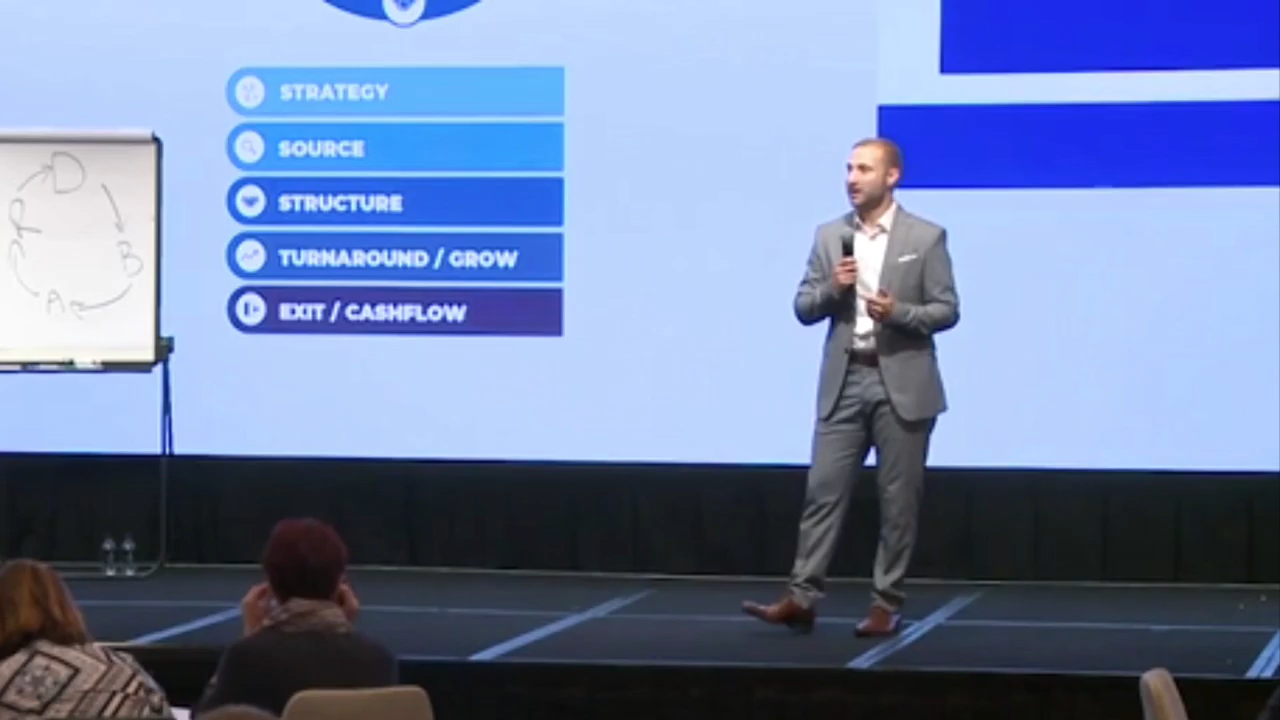 D
R
B
A
STRATEGY
SOURCE
STRUCTURE
TURNAROUND / GROW
EXIT / CASHFLOW